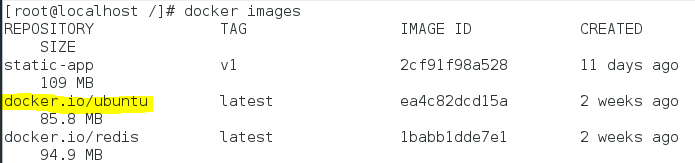 [root@localhost /]# docker images
REPOSITORY TAG IMAGE ID CREATED
SIZE
static-app v1 2cf91f98a528 11 days ago
109 MB
docker.io/ubuntu latest ea4c82dcd15a 2 weeks ago
85.8 MB
docker.io/redis latest 1babb1dde7e1 2 weeks ago
94.9 MB